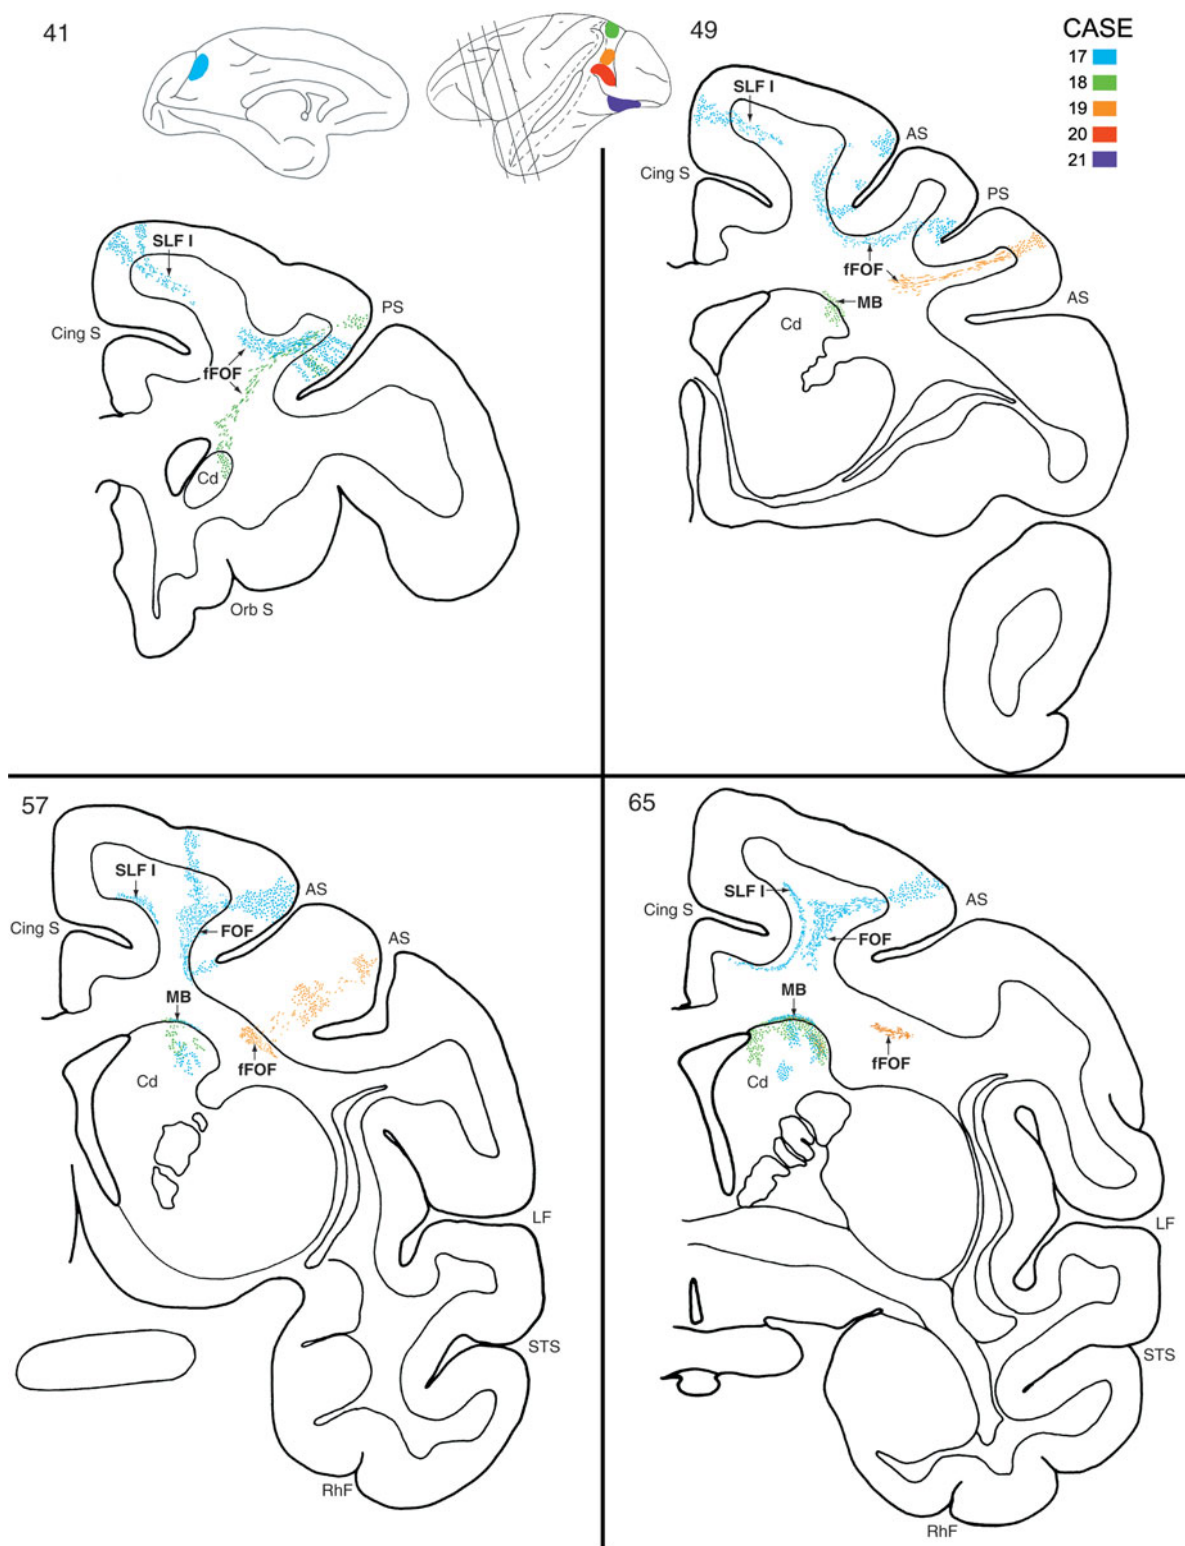 41
49
CASE
17
18
19
20
21
SLF I
Cing S
PS
fFOF
Cd
Orb S
SLF I
AS
Cing S
PS
fFOF
MB
Cd
AS
57
SLF I
AS
Cing S
FOF
AS
MB
fFOF
Cd
LF
STS
RhF
65
SLF I
AS
Cing S
FOF
MB
fFOF
Cd
LF
STS
RhF